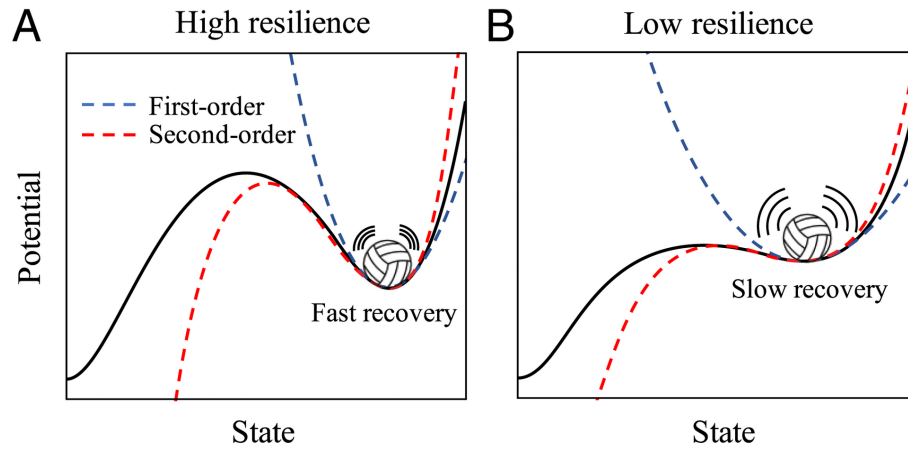 A
High resilience
First-order
Second-order
Potential
Fast recovery
State
B
Low resilience
Slow recovery
State